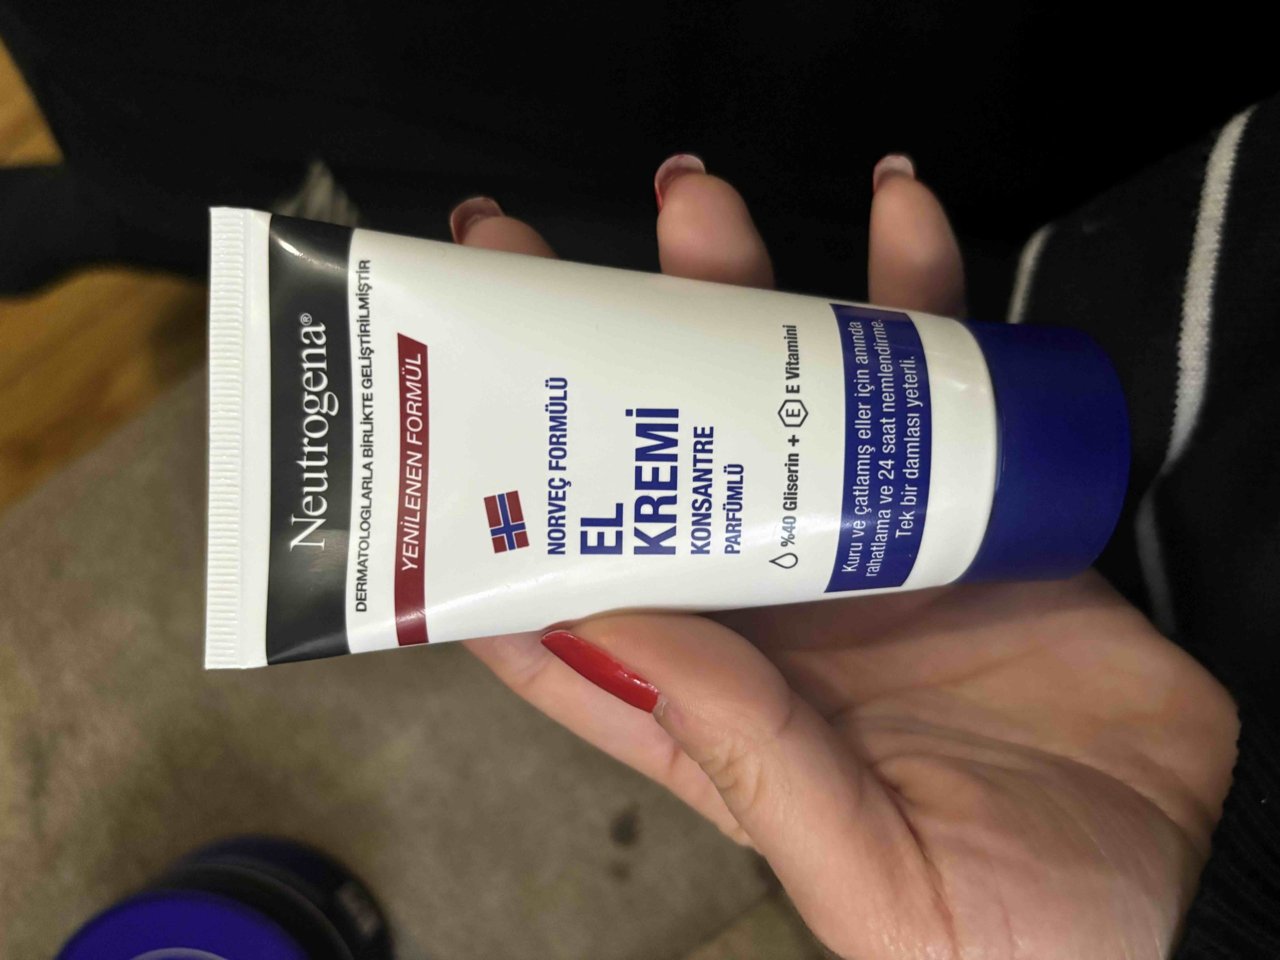 Neutrogena®
DERMATOLOGLARLA BİRLİKTE GELİŞTİRİLMİŞTİR
YENİLENEN FORMÜL
NORVEÇ FORMÜLÜ
EL
KREMİ
KONSANTRE
PARFÜMLÜ
%40 Gliserin + E E Vitamini
Kuru ve çatlamış eller için anında
rahatlama ve 24 saat nemlendirme.
Tek bir damlası yeterli.